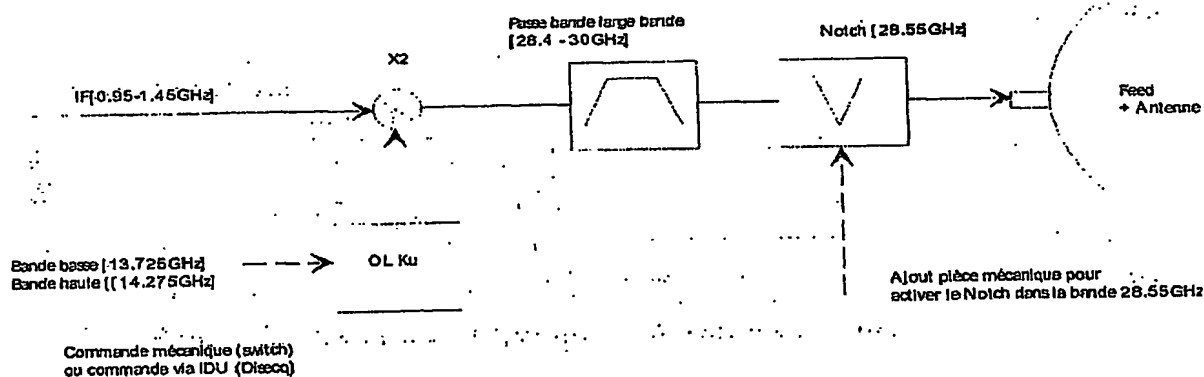 Passe bande large bande
[28.4 - 30GHz]
Notch [28.55GHz]
X2
IF[0.95-1.45GHz]
Feed
+ Antenne
OL Ku
Bande basse [13.725GHz]
Bande haute [[14.275GHz]
Ajout pièce mécanique pour
activer le Notch dans la bande 28.55GHz
Commande mécanique (switch)
ou commande via IDU (Disecq)